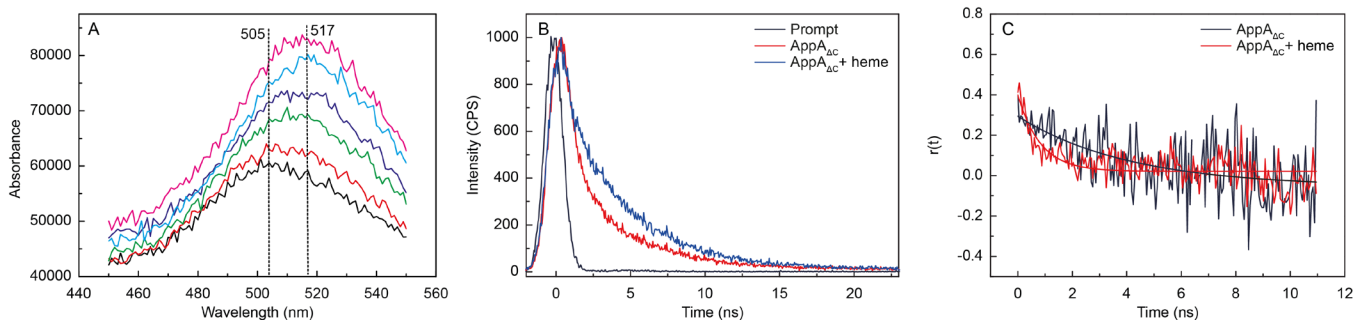 A
505
517
80000
70000
60000
50000
40000
Absorbance
440
460
480
500
520
540
560
Wavelength (nm)
B
Prompt
AppAΔC
AppAΔC+ heme
1000
800
600
400
200
0
Intensity (CPS)
0
5
10
15
20
Time (ns)
C
AppAΔC
AppAΔC+ heme
0.8
0.6
0.4
0.2
0.0
-0.2
-0.4
r(t)
0
2
4
6
8
10
12
Time (ns)